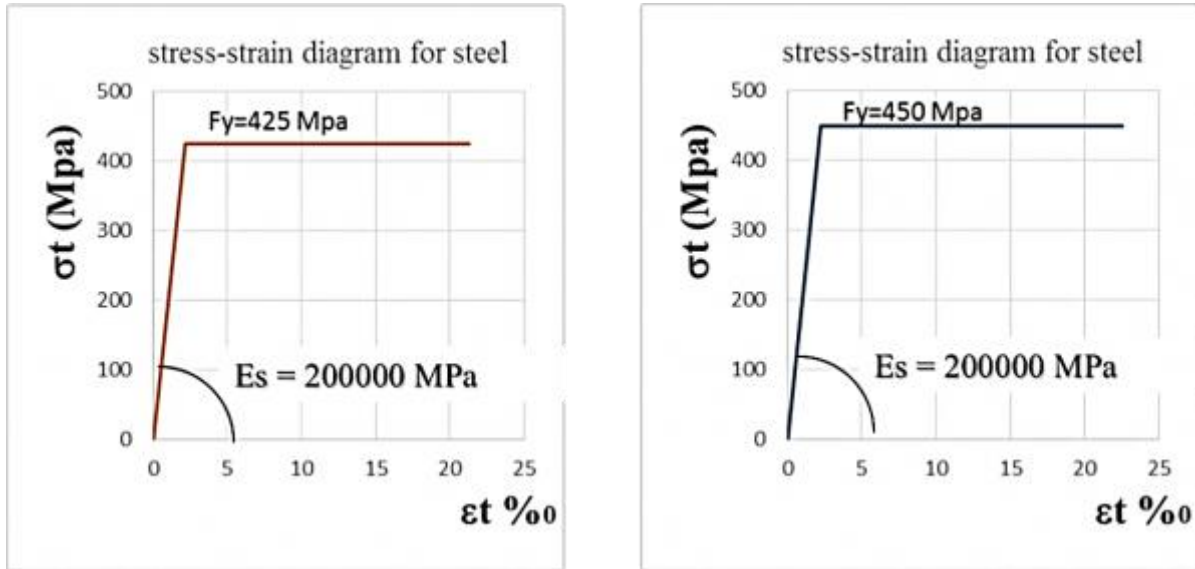 stress-strain diagram for steel
500
400
300
200
100
0
Fy=425 Mpa
Es = 200000 MPa
σt (Mpa)
0 5 10 15 20 25
εt %₀
stress-strain diagram for steel
500
400
300
200
100
0
Fy=450 Mpa
Es = 200000 MPa
σt (Mpa)
0 5 10 15 20 25
εt %₀